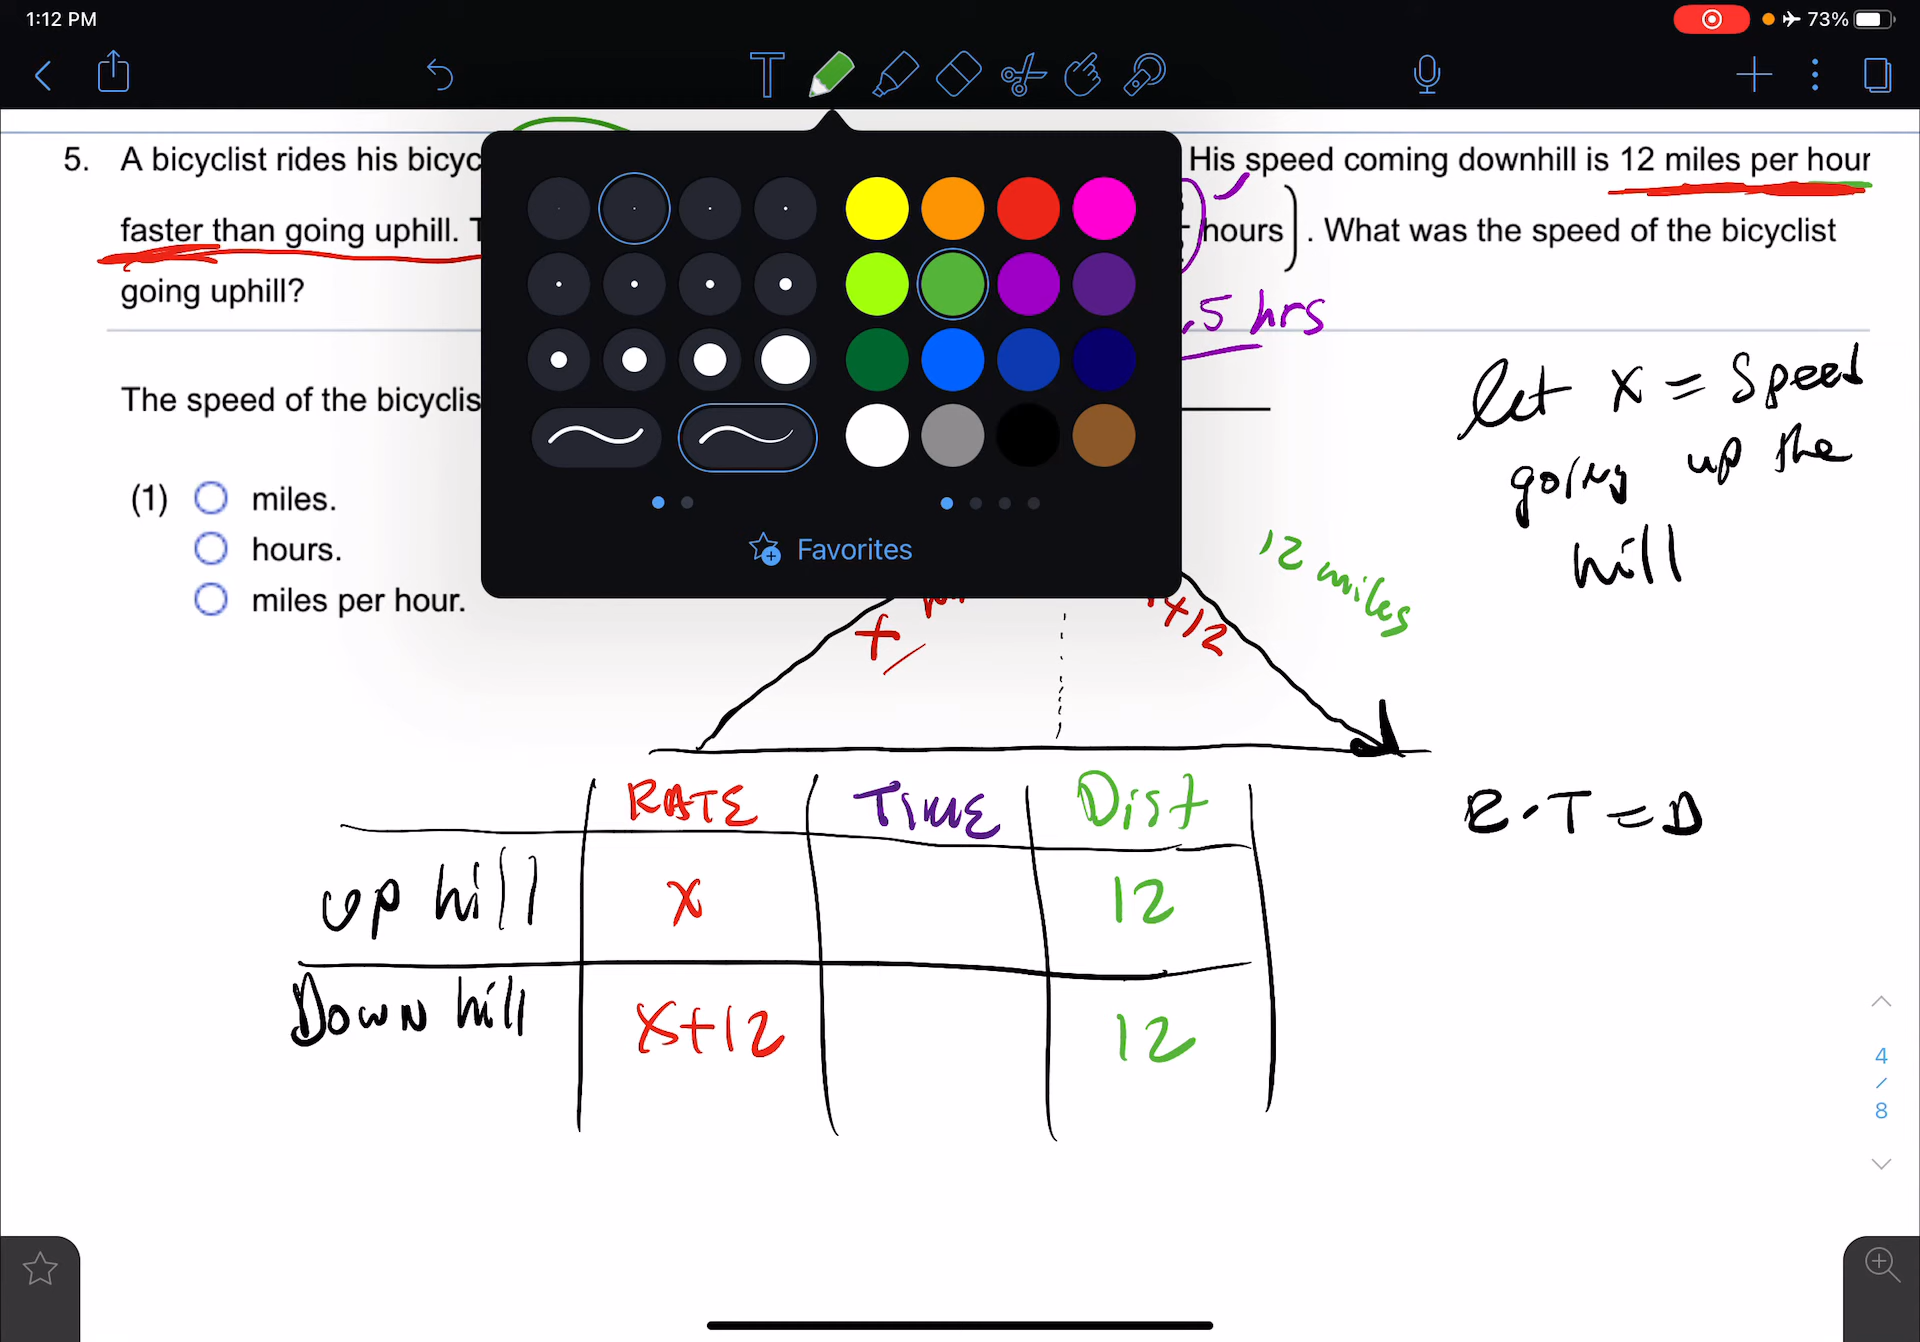 1:12 PM
73%
5. A bicyclist rides his bicyc His speed coming downhill is 12 miles per hour
faster than going uphill. T hours . What was the speed of the bicyclist
going uphill?
.5 hrs
The speed of the bicyclis
let x = Speed
going up the
hill
(1) miles.
hours.
miles per hour.
Favorites
12 miles
x+12
RATE TIME Dist
R·T=D
up hill x 12
Down hill x+12 12
4
/
8